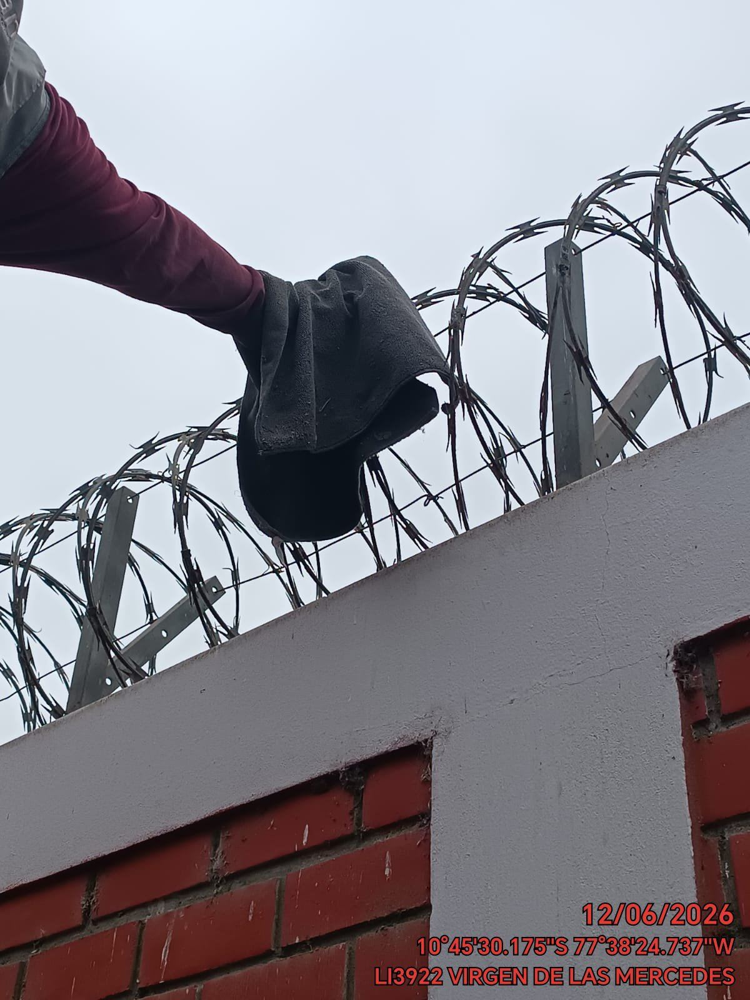 12/06/2026
10°45'30.175"S 77°38'24.737"W
LI3922 VIRGEN DE LAS MERCEDES